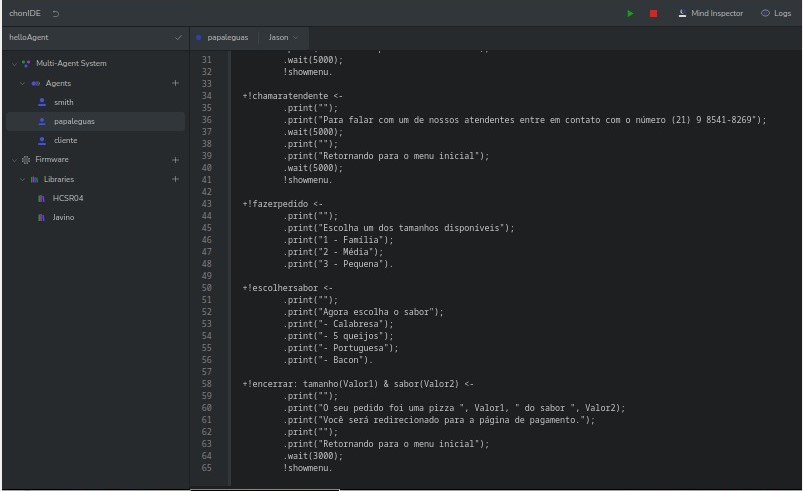 chonIDE
Mind Inspector
Logs
helloAgent
papaleguas
Jason
Multi-Agent System
Agents
smith
papaleguas
cliente
Firmware
Libraries
HCSR04
Javino
31 .wait(5000);
32 !showmenu.
33
34 +!chamaratendente <-
35 .print("");
36 .print("Para falar com um de nossos atendentes entre em contato com o número (21) 9 8541-8269");
37 .wait(5000);
38 .print("");
39 .print("Retornando para o menu inicial");
40 .wait(5000);
41 !showmenu.
42
43 +!fazerpedido <-
44 .print("");
45 .print("Escolha um dos tamanhos disponíveis");
46 .print("1 - Família");
47 .print("2 - Média");
48 .print("3 - Pequena").
49
50 +!escolhersabor <-
51 .print("");
52 .print("Agora escolha o sabor");
53 .print("- Calabresa");
54 .print("- 5 queijos");
55 .print("- Portuguesa");
56 .print("- Bacon").
57
58 +!encerrar: tamanho(Valor1) & sabor(Valor2) <-
59 .print("");
60 .print("O seu pedido foi uma pizza ", Valor1, " do sabor ", Valor2);
61 .print("Você será redirecionado para a página de pagamento.");
62 .print("");
63 .print("Retornando para o menu inicial");
64 .wait(3000);
65 !showmenu.